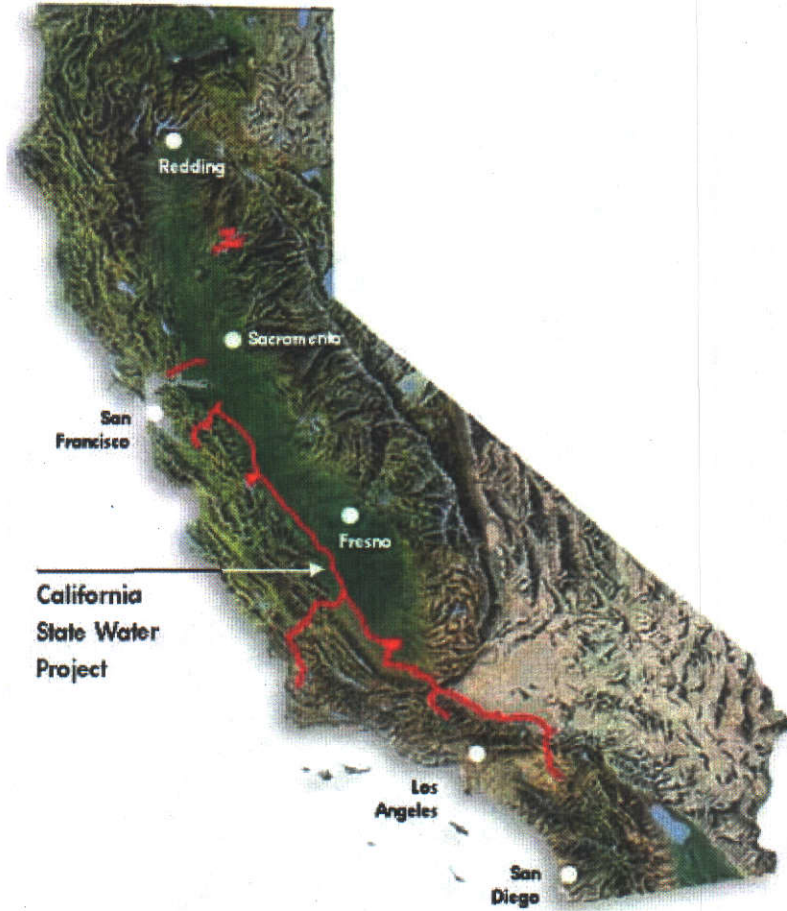 Redding
Sacramento
San
Francisco
Fresno
California
State Water
Project
Los
Angeles
San
Diego